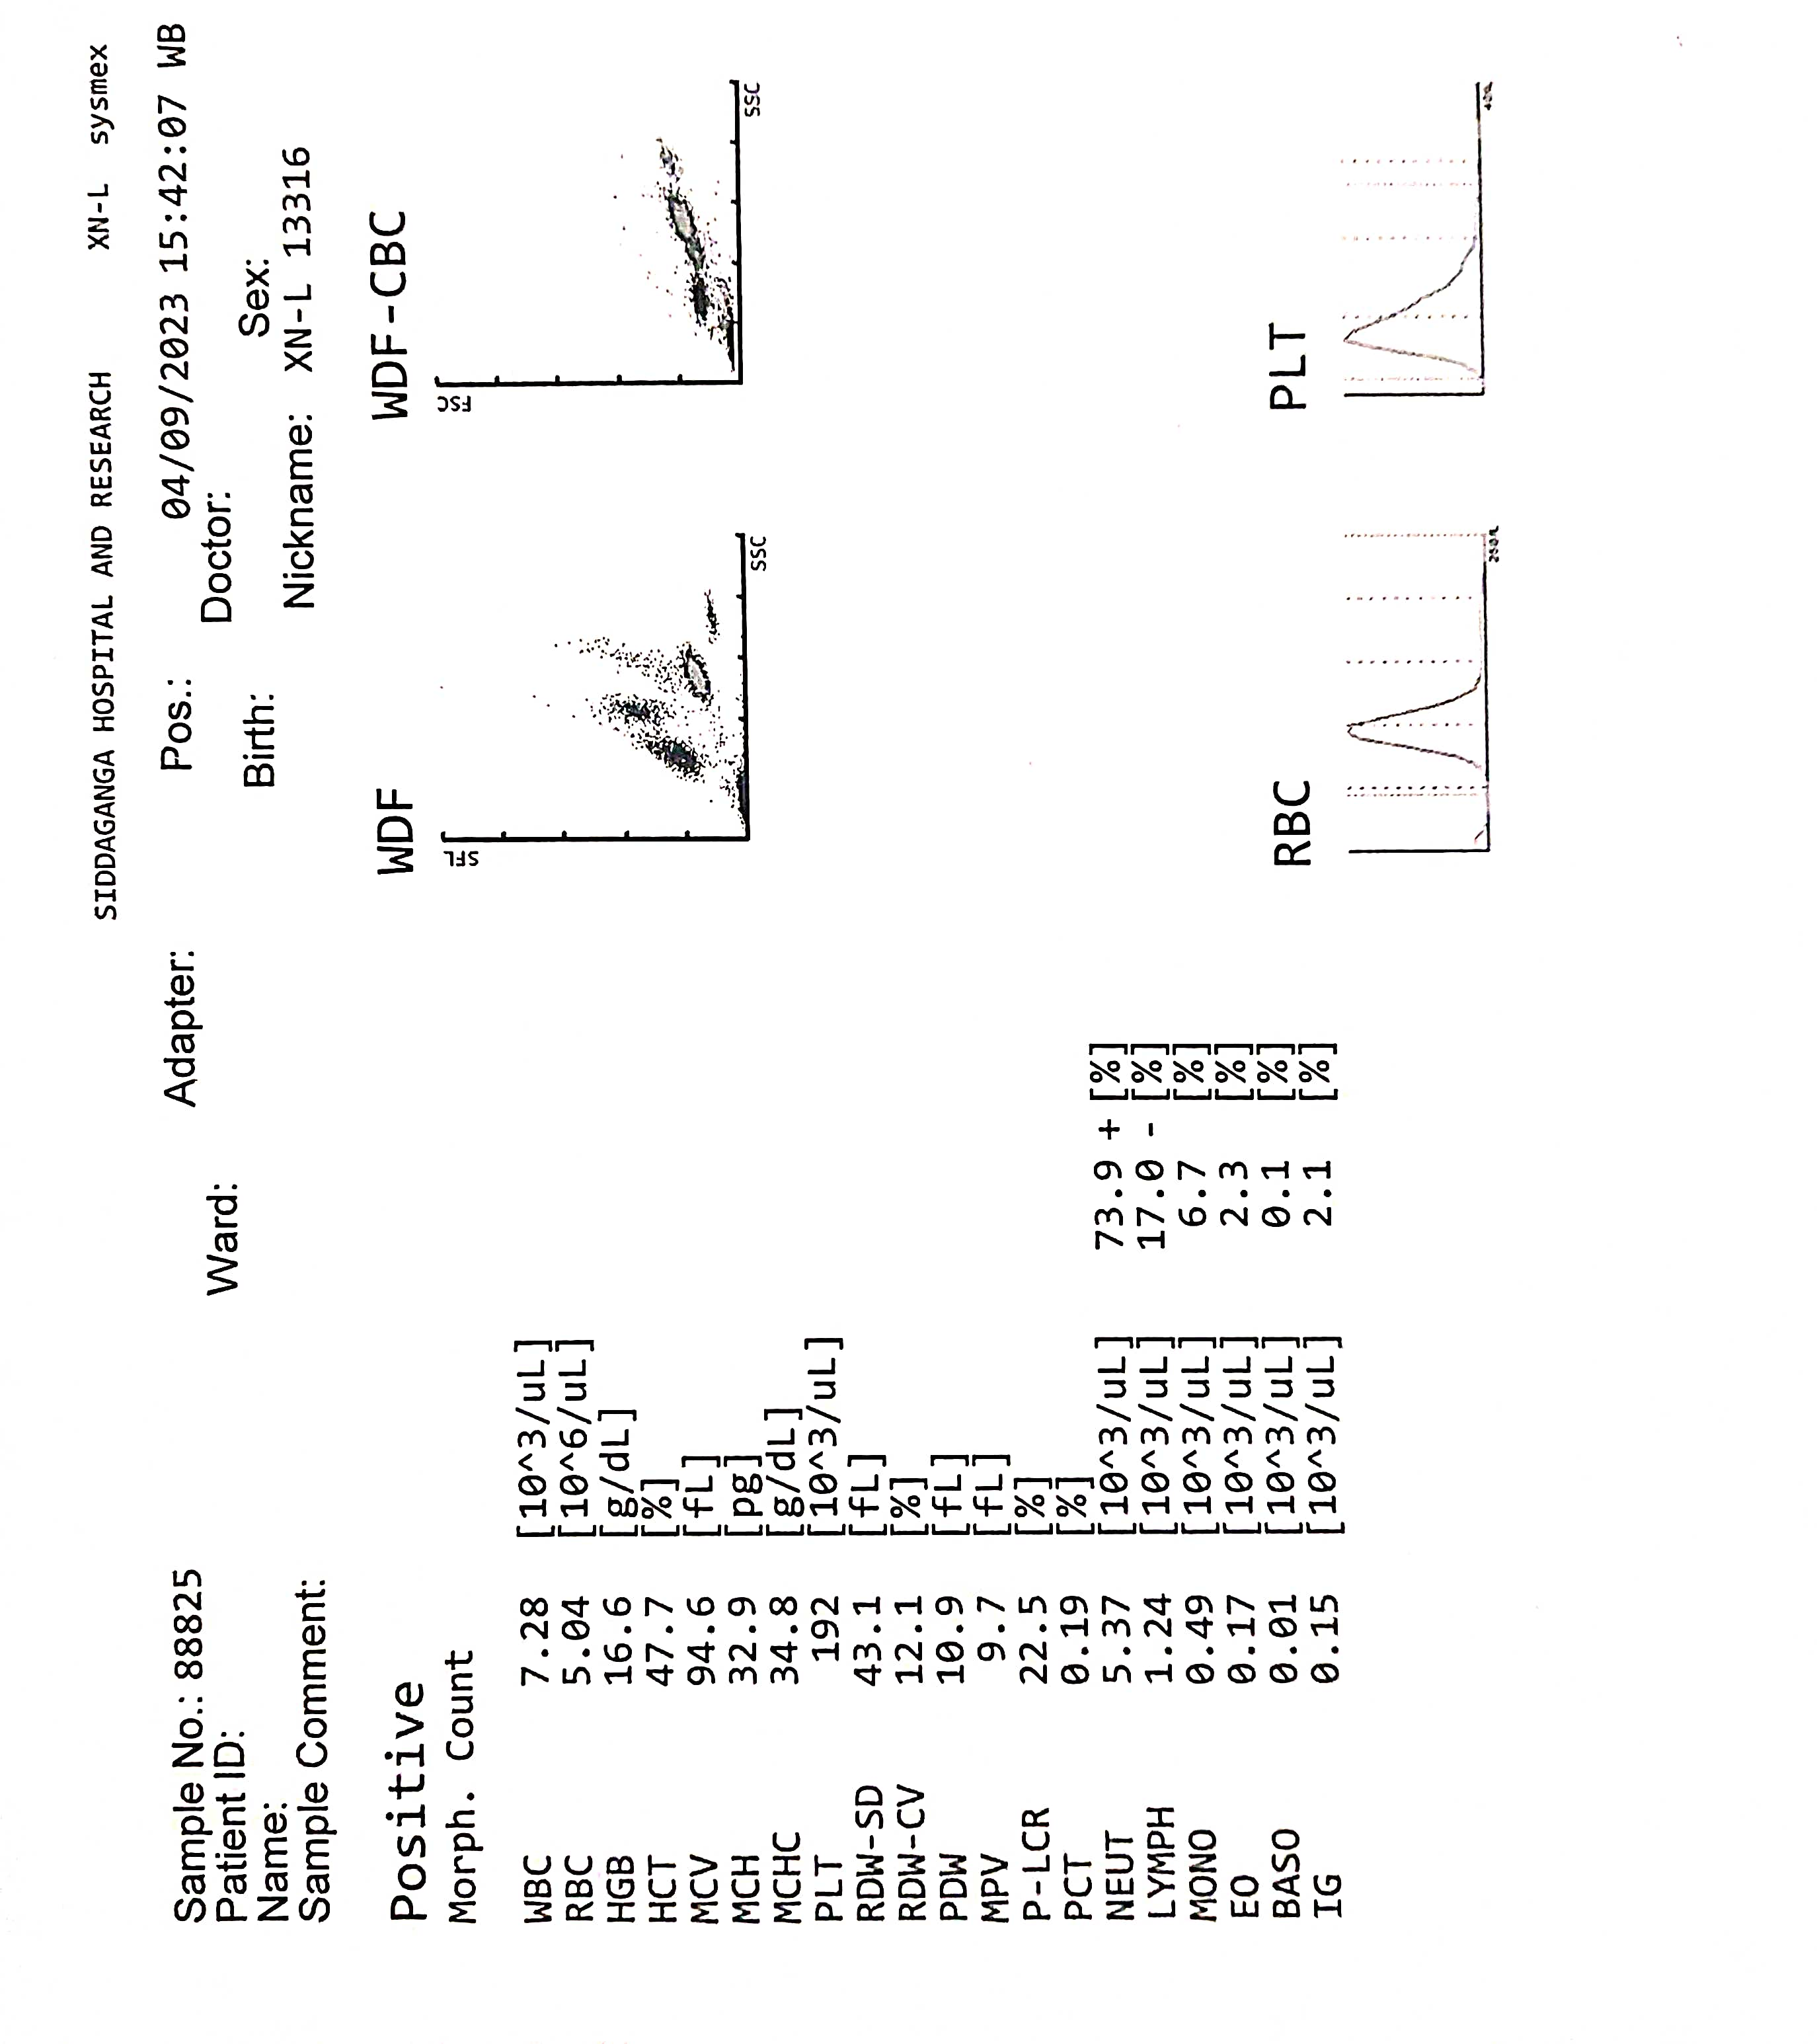 SIDDAGANGA HOSPITAL AND RESEARCH XN-L sysmex
Sample No.: 88825 Adapter: Pos.: 04/09/2023 15:42:07 WB
Patient ID: Ward: Doctor:
Name: Birth: Sex:
Sample Comment: Nickname: XN-L 13316
Positive
Morph. Count
WDF
WDF-CBC
SFL
SSC
FSC
SSC
WBC 7.28 [10^3/uL]
RBC 5.04 [10^6/uL]
HGB 16.6 [g/dL]
HCT 47.7 [%]
MCV 94.6 [fL]
MCH 32.9 [pg]
MCHC 34.8 [g/dL]
PLT 192 [10^3/uL]
RDW-SD 43.1 [fL]
RDW-CV 12.1 [%]
PDW 10.9 [fL]
MPV 9.7 [fL]
P-LCR 22.5 [%]
PCT 0.19 [%]
NEUT 5.37 [10^3/uL] 73.9 + [%]
LYMPH 1.24 [10^3/uL] 17.0 - [%]
MONO 0.49 [10^3/uL] 6.7 [%]
EO 0.17 [10^3/uL] 2.3 [%]
BASO 0.01 [10^3/uL] 0.1 [%]
IG 0.15 [10^3/uL] 2.1 [%]
RBC
PLT